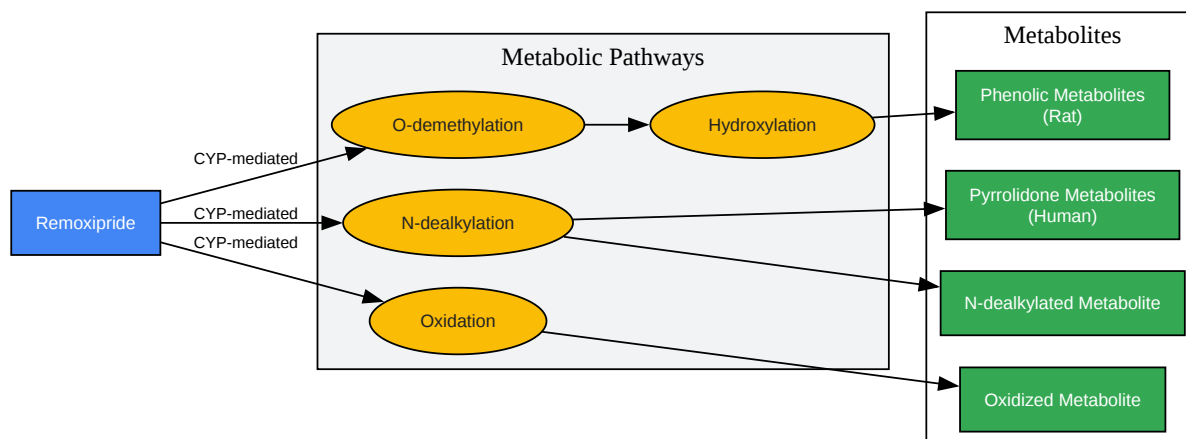 Metabolites
Metabolic Pathways
Phenolic Metabolites
(Rat)
O-demethylation
Hydroxylation
CYP-mediated
Pyrrolidone Metabolites
(Human)
Remoxipride
CYP-mediated
N-dealkylation
CYP-mediated
N-dealkylated Metabolite
Oxidation
Oxidized Metabolite